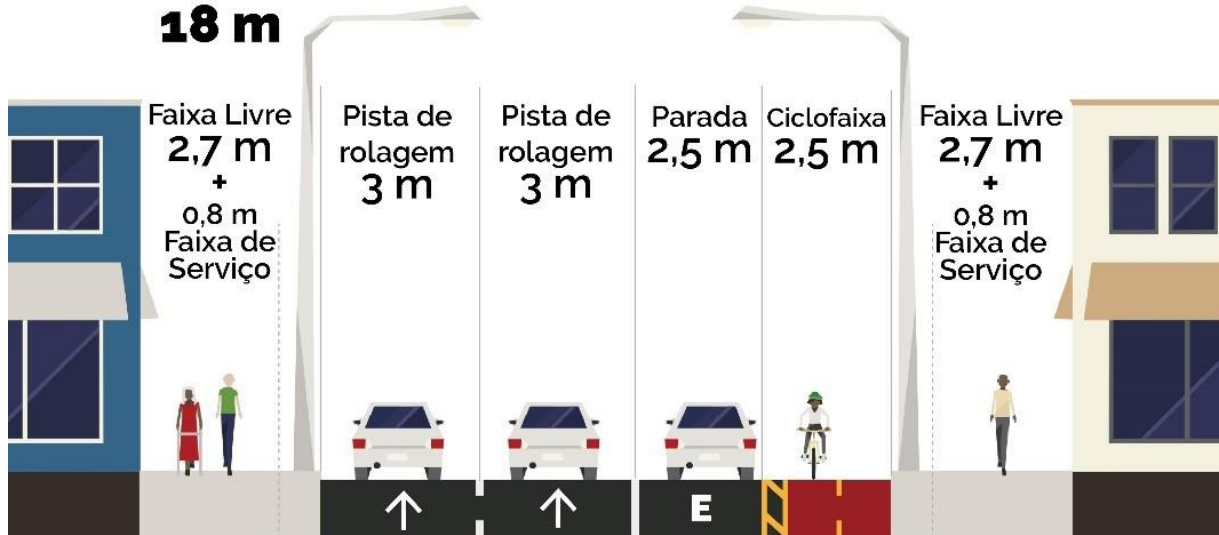 18 m
Faixa Livre
2,7 m
+
0,8 m
Faixa de
Serviço
Pista de
rolagem
3 m
Pista de
rolagem
3 m
Parada
2,5 m
Ciclofaixa
2,5 m
Faixa Livre
2,7 m
+
0,8 m
Faixa de
Serviço
E